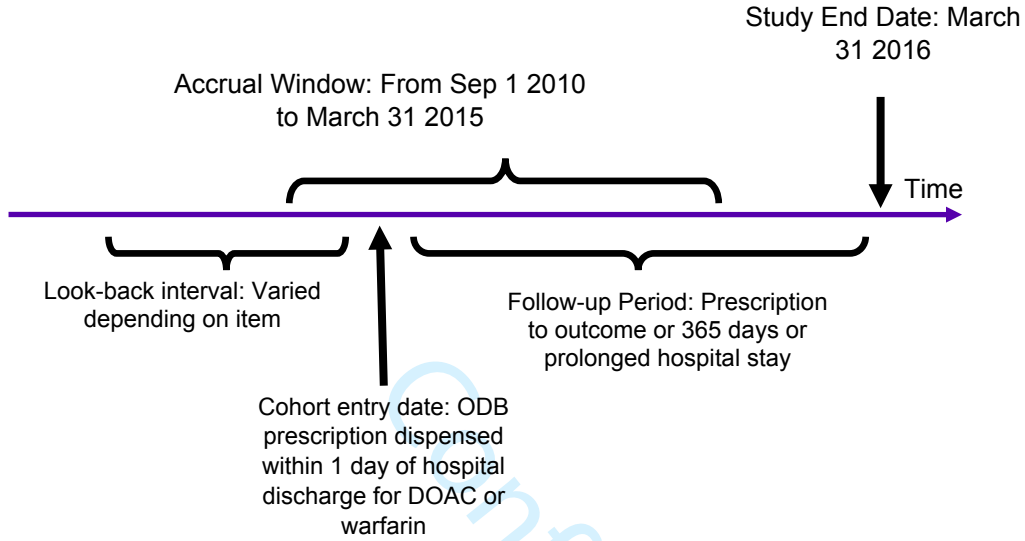 Study End Date: March
31 2016
Accrual Window: From Sep 1 2010
to March 31 2015
Time
Look-back interval: Varied
depending on item
Follow-up Period: Prescription
to outcome or 365 days or
prolonged hospital stay
Cohort entry date: ODB
prescription dispensed
within 1 day of hospital
discharge for DOAC or
warfarin
Conf